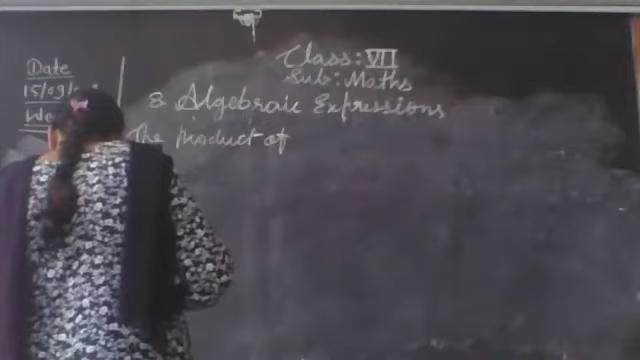 Class: VII
Sub: Maths
Date
15/09/
We
8 Algebraic Expressions
The product of